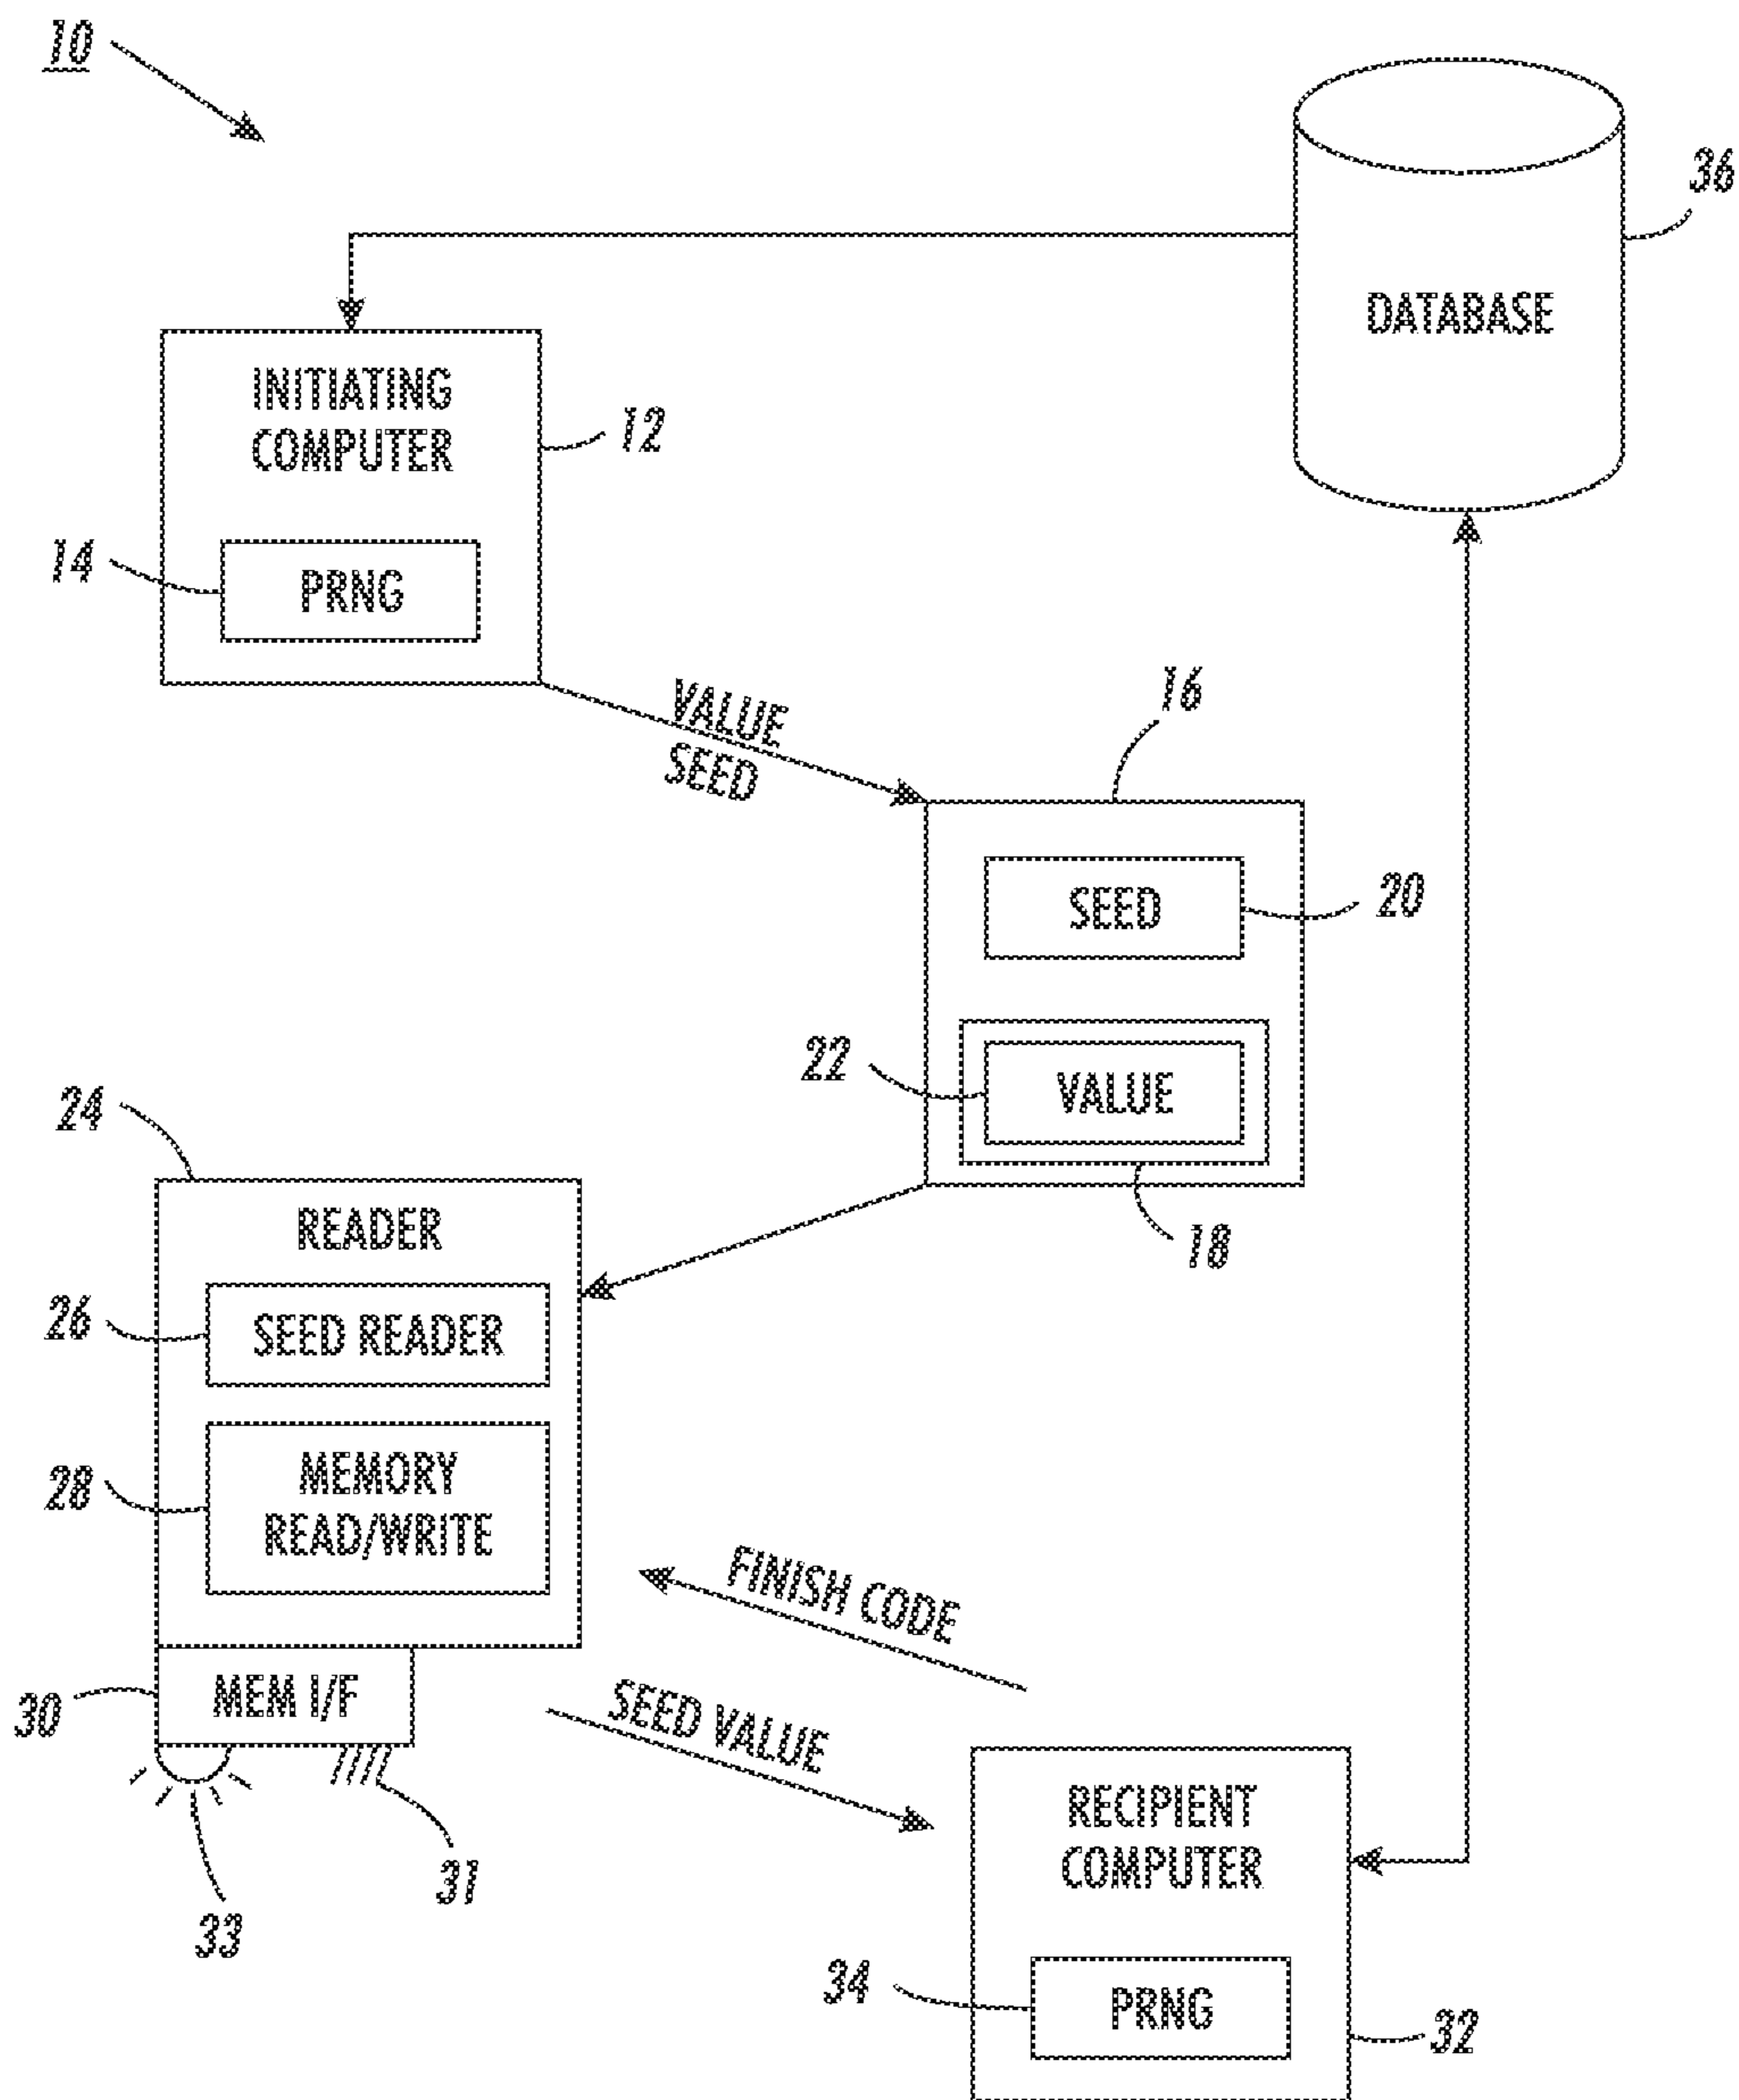 10
36
DATABASE
INITIATING
COMPUTER
12
14
PRNG
VALUE
SEED
16
SEED
20
22
VALUE
18
24
READER
26
SEED READER
28
MEMORY
READ/WRITE
FINISH CODE
30
MEM I/F
SEED VALUE
31
33
RECIPIENT
COMPUTER
34
PRNG
32